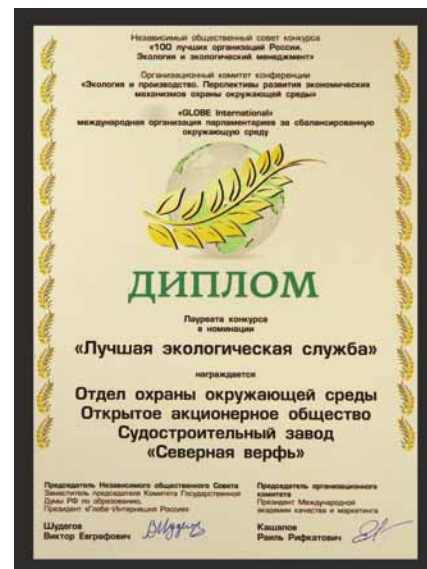 Независимый общественный совет конкурса
«100 лучших организаций России.
Экология и экологический менеджмент»
Организационный комитет конференции
«Экология и производство. Перспективы развития экономических
механизмов охраны окружающей среды»
«GLOBE International»
международная организация парламентариев за сбалансированную
окружающую среду
ДИПЛОМ
Лауреата конкурса
в номинации
«Лучшая экологическая служба»
награждается
Отдел охраны окружающей среды
Открытое акционерное общество
Судостроительный завод
«Северная верфь»
Председатель Независимого общественного Совета
Заместитель председателя Комитета Государственной
Думы РФ по образованию.
Президент «Глобе-Интернешнл Россия»
Шудегов
Виктор Евграфович
Председатель организационного
комитета
Президент Международной
академии качества и маркетинга
Кашапов
Раиль Рифкатович